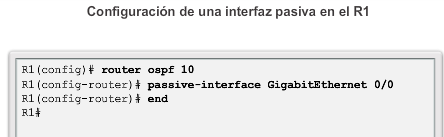 Configuración de una interfaz pasiva en el R1
R1(config)# router ospf 10
R1(config-router)# passive-interface GigabitEthernet 0/0
R1(config-router)# end
R1#